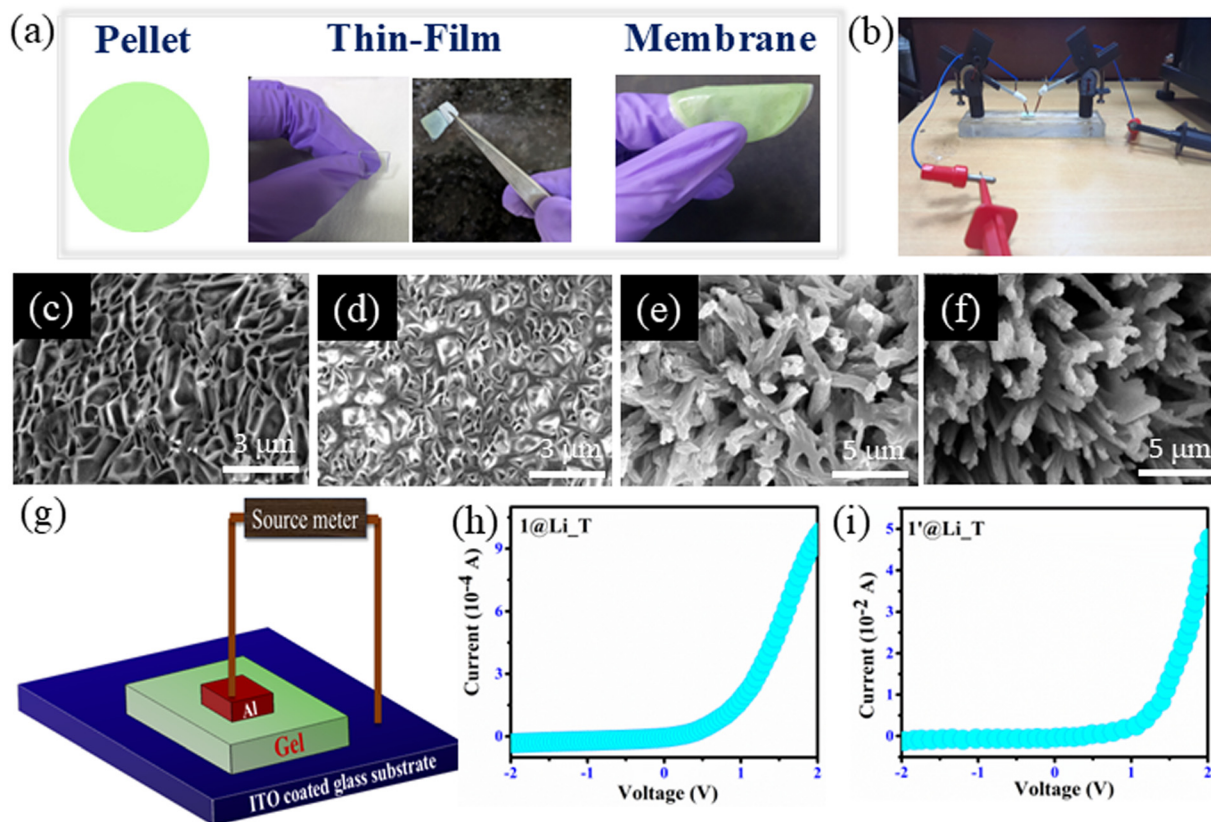 (a)
Pellet
Thin-Film
Membrane
(b)
(c)
3 μm
(d)
3 μm
(e)
5 μm
(f)
5 μm
(g)
Source meter
Al
Gel
ITO coated glass substrate
(h)
1@Li_T
Current (10⁻⁴ A)
9
6
3
0
-2
-1
0
1
2
Voltage (V)
(i)
1'@Li_T
Current (10⁻² A)
5
4
3
2
1
0
-2
-1
0
1
2
Voltage (V)